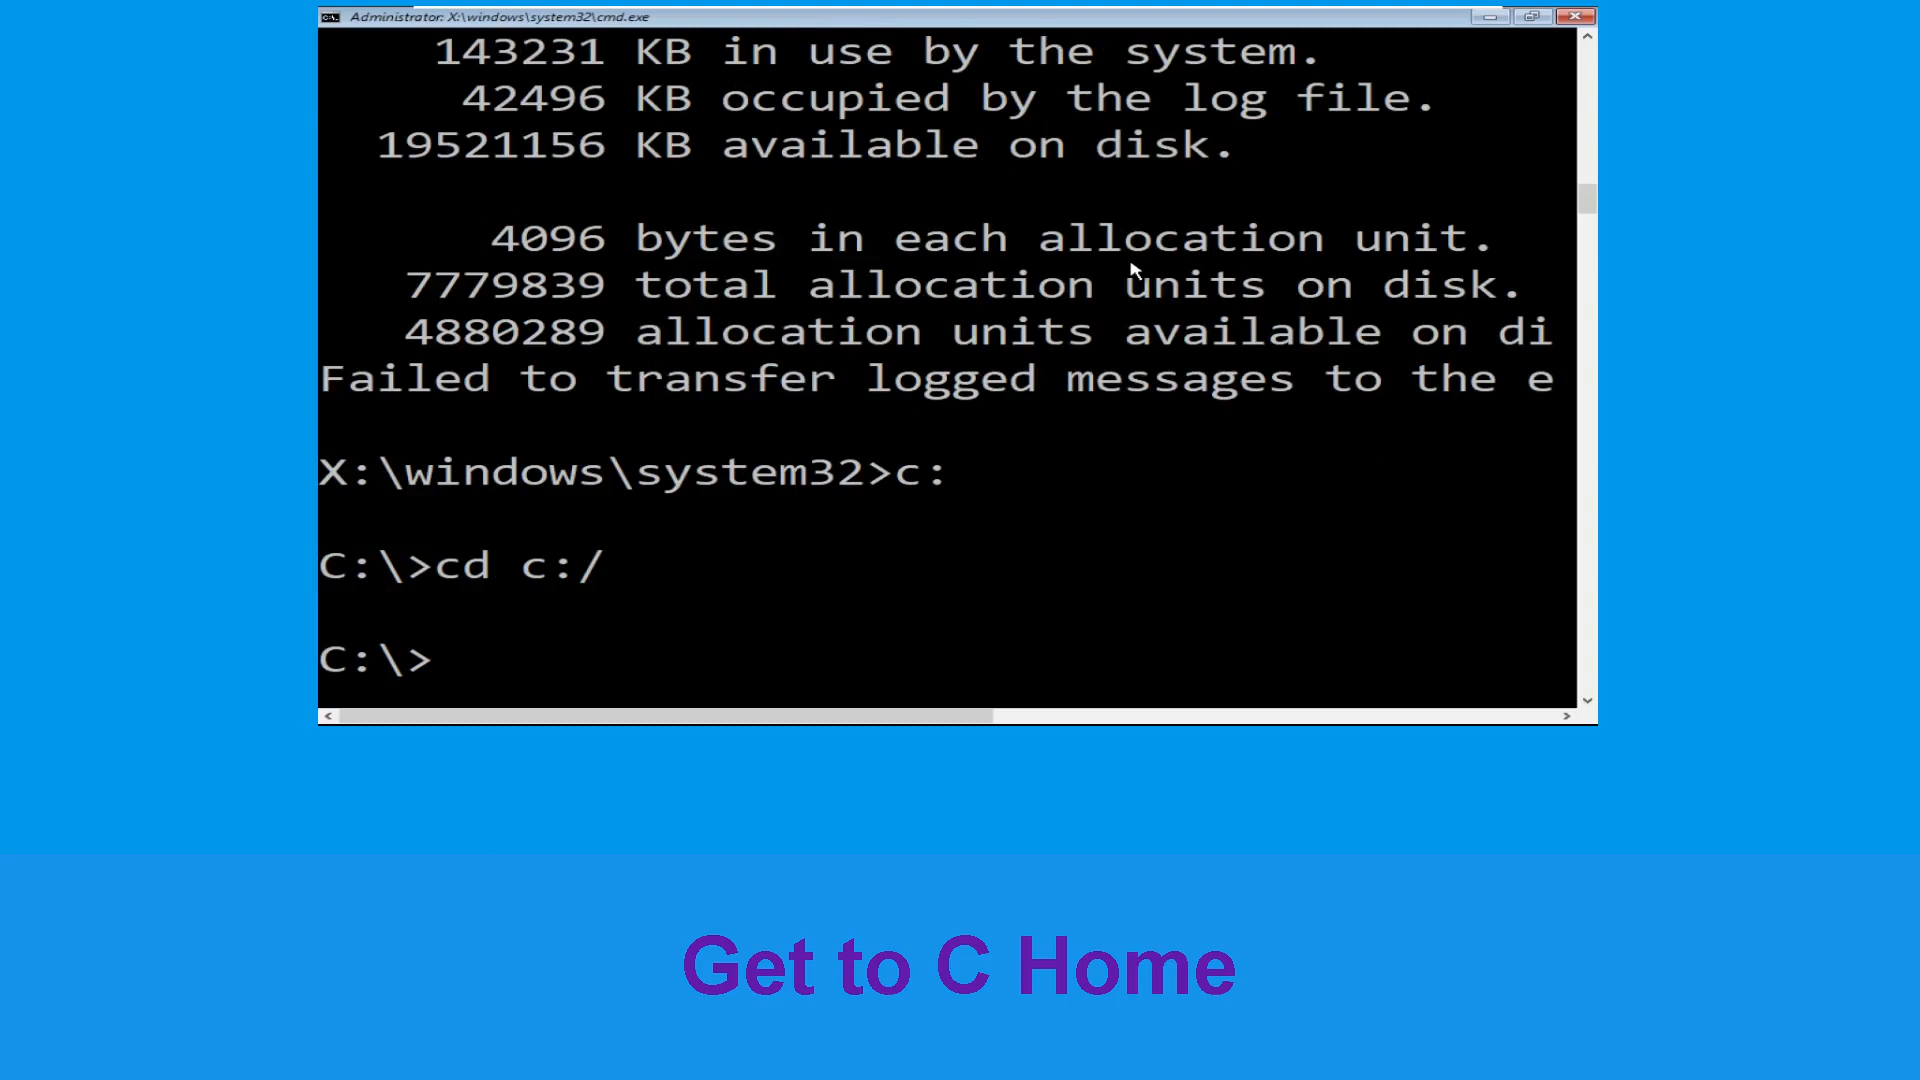 Administrator: X:\windows\system32\cmd.exe
143231 KB in use by the system.
42496 KB occupied by the log file.
19521156 KB available on disk.
4096 bytes in each allocation unit.
7779839 total allocation units on disk.
4880289 allocation units available on di
Failed to transfer logged messages to the e
X:\windows\system32>c:
C:\>cd c:/
C:\>
Get to C Home